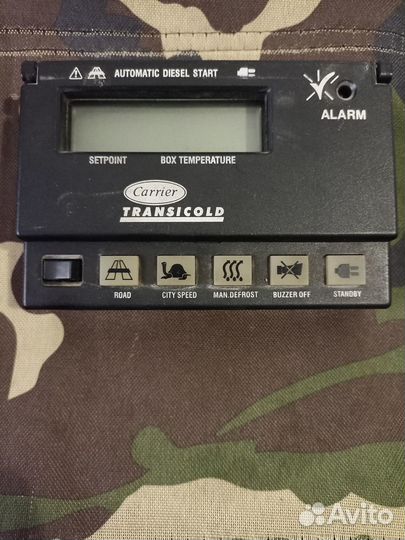 AUTOMATIC DIESEL START
ALARM
SETPOINT BOX TEMPERATURE
Carrier
TRANSICOLD
ROAD CITY SPEED MAN.DEFROST BUZZER OFF STANDBY
Avito